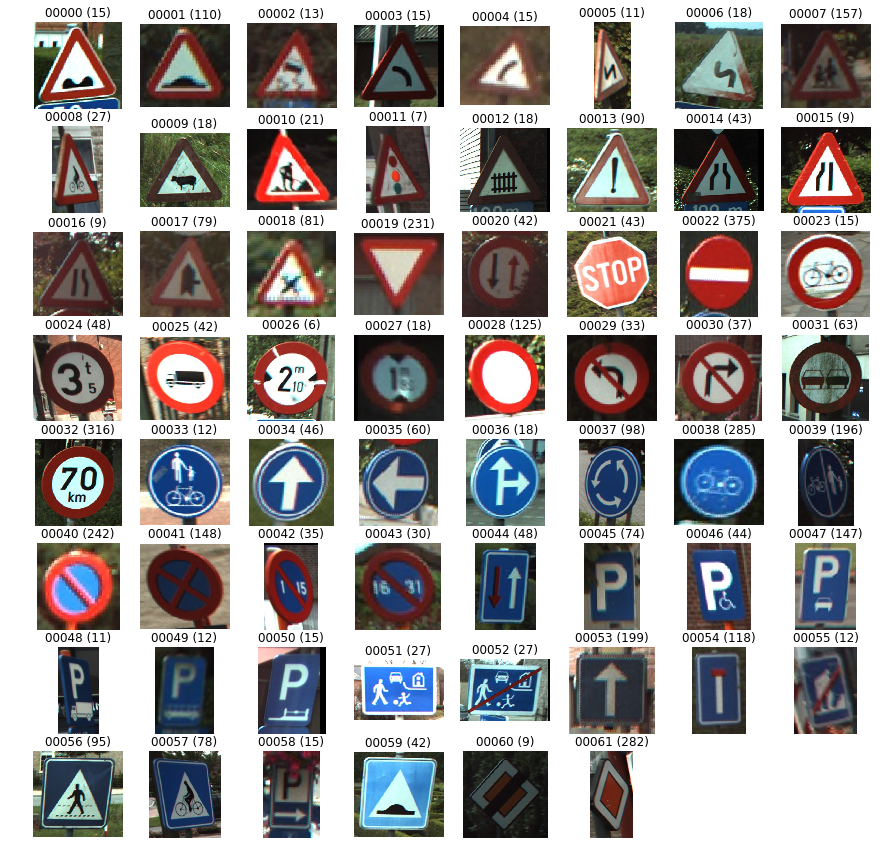 00000 (15) 00001 (110) 00002 (13) 00003 (15) 00004 (15) 00005 (11) 00006 (18) 00007 (157)
00008 (27) 00009 (18) 00010 (21) 00011 (7) 00012 (18) 00013 (90) 00014 (43) 00015 (9)
00016 (9) 00017 (79) 00018 (81) 00019 (231) 00020 (42) 00021 (43) 00022 (375) 00023 (15)
STOP
00024 (48) 00025 (42) 00026 (6) 00027 (18) 00028 (125) 00029 (33) 00030 (37) 00031 (63)
3t5 2m10
00032 (316) 00033 (12) 00034 (46) 00035 (60) 00036 (18) 00037 (98) 00038 (285) 00039 (196)
70
km
00040 (242) 00041 (148) 00042 (35) 00043 (30) 00044 (48) 00045 (74) 00046 (44) 00047 (147)
1 15 16 31 P P P
00048 (11) 00049 (12) 00050 (15) 00051 (27) 00052 (27) 00053 (199) 00054 (118) 00055 (12)
P P P
00056 (95) 00057 (78) 00058 (15) 00059 (42) 00060 (9) 00061 (282)
P